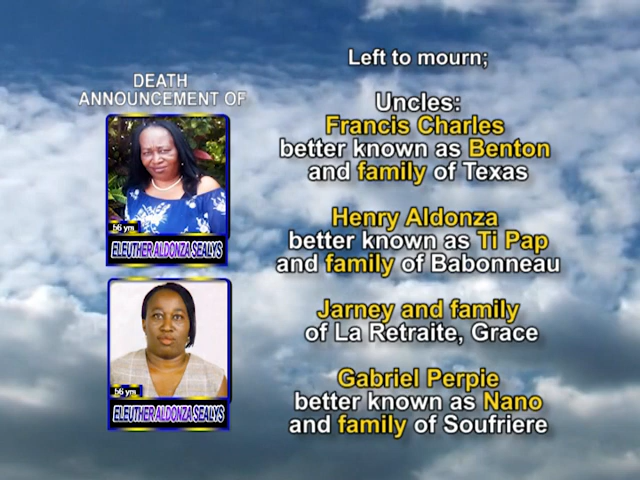 DEATH
ANNOUNCEMENT OF
66 yrs
ELEUTHER ALDONZA SEALYS
66 yrs
ELEUTHER ALDONZA SEALYS
Left to mourn;
Uncles:
Francis Charles
better known as Benton
and family of Texas
Henry Aldonza
better known as Ti Pap
and family of Babonneau
Jarney and family
of La Retraite, Grace
Gabriel Perpie
better known as Nano
and family of Soufriere